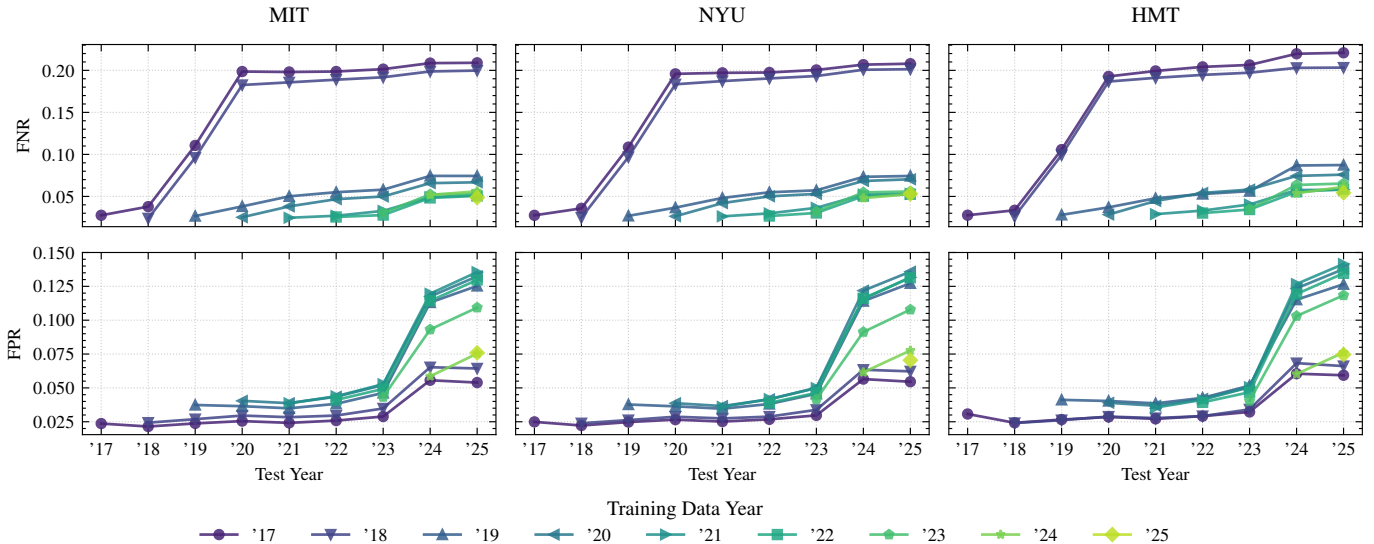 MIT NYU HMT
0.20
0.15
0.10
0.05
FNR
0.150
0.125
0.100
0.075
0.050
0.025
FPR
’17 ’18 ’19 ’20 ’21 ’22 ’23 ’24 ’25 ’17 ’18 ’19 ’20 ’21 ’22 ’23 ’24 ’25 ’17 ’18 ’19 ’20 ’21 ’22 ’23 ’24 ’25
Test Year Test Year Test Year
Training Data Year
’17 ’18 ’19 ’20 ’21 ’22 ’23 ’24 ’25